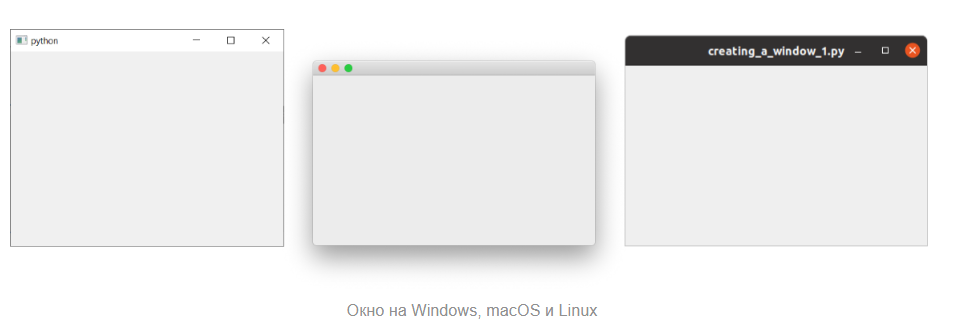 python
creating_a_window_1.py
Окно на Windows, macOS и Linux